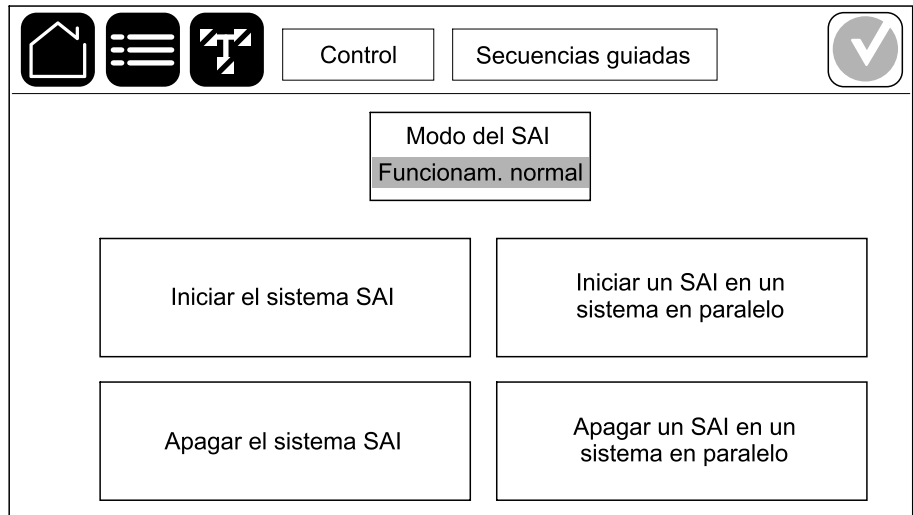 Control
Secuencias guiadas
Modo del SAI
Funcionam. normal
Iniciar el sistema SAI
Iniciar un SAI en un
sistema en paralelo
Apagar el sistema SAI
Apagar un SAI en un
sistema en paralelo